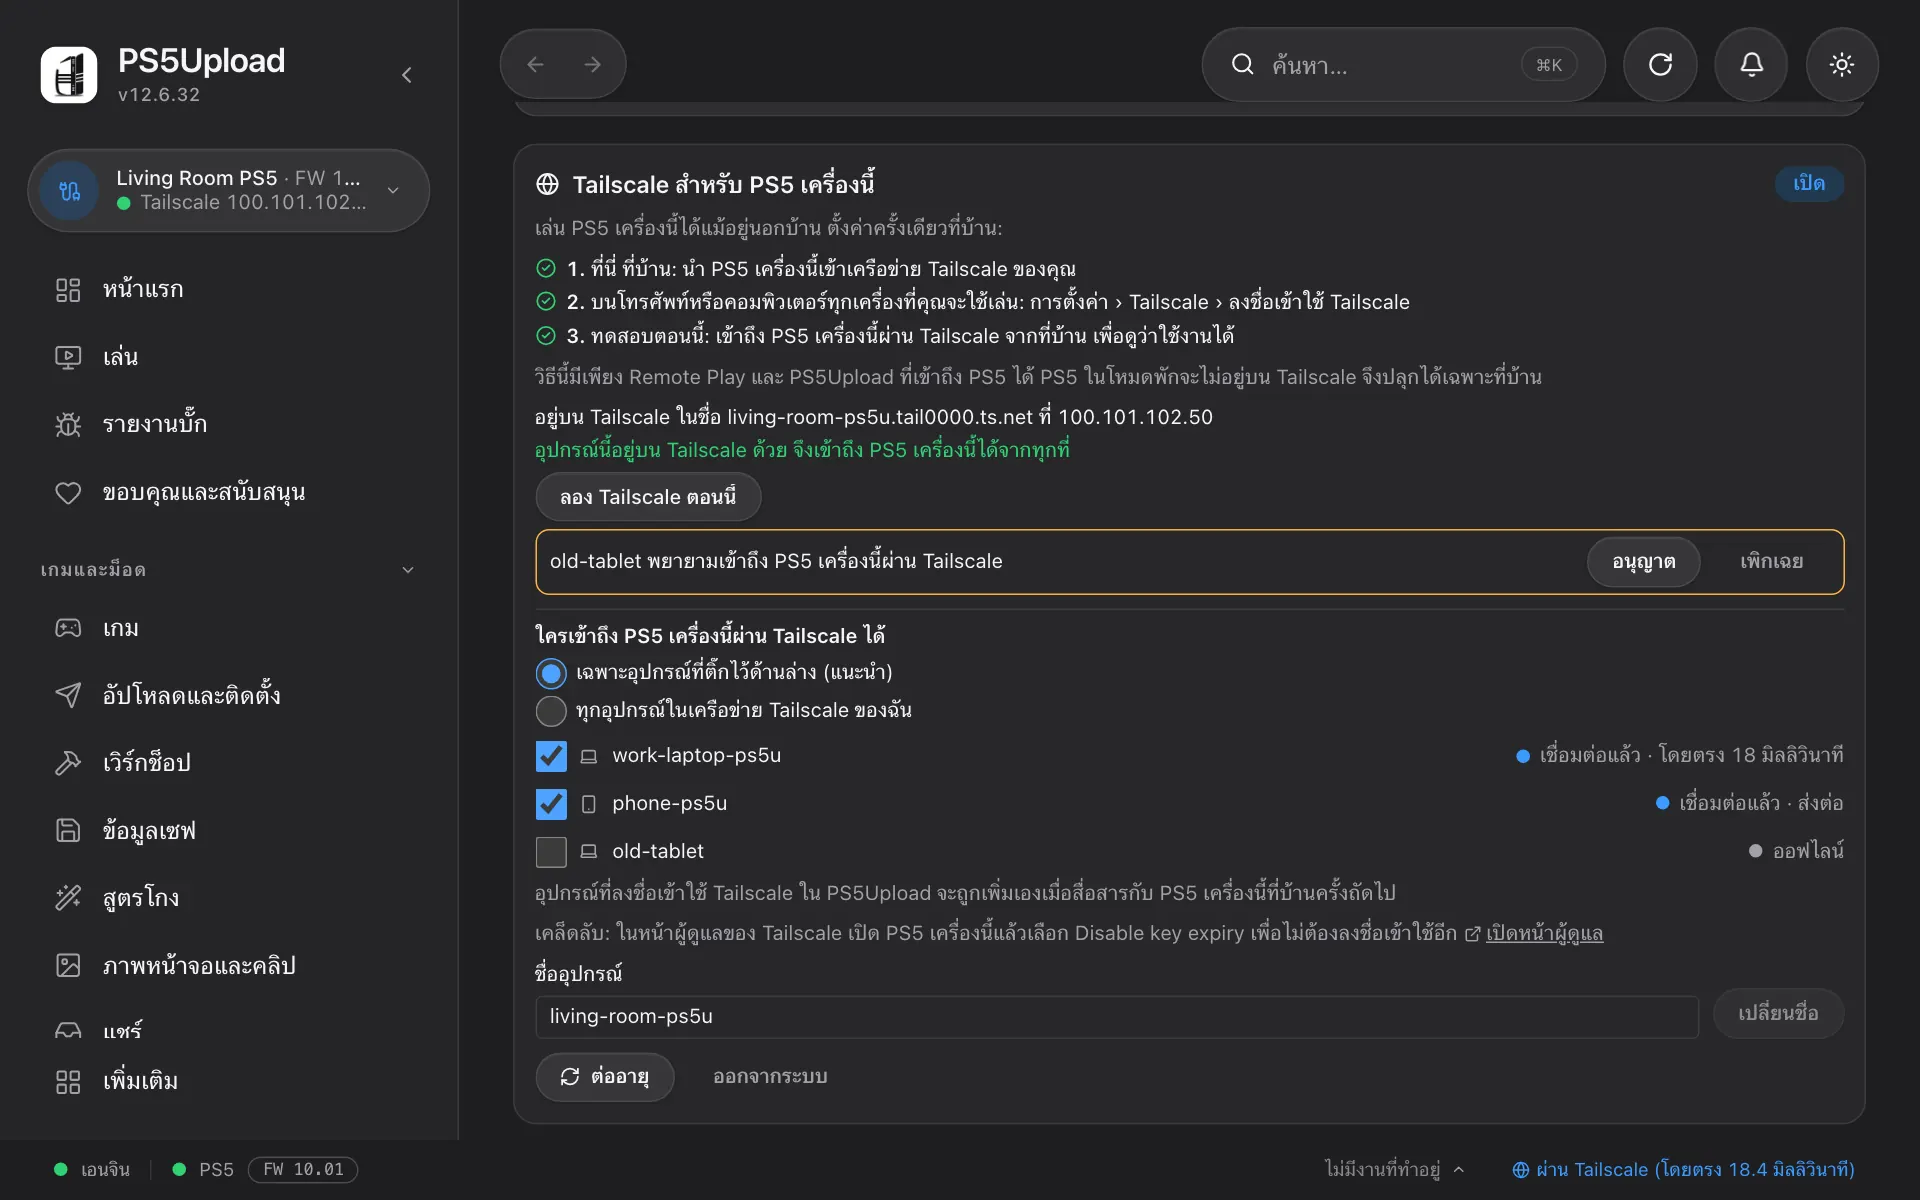 PS5Upload
v12.6.32
Living Room PS5 · FW 1...
Tailscale 100.101.102...
หน้าแรก
เล่น
รายงานบั๊ก
ขอบคุณและสนับสนุน
เกมและม็อด
เกม
อัปโหลดและติดตั้ง
เวิร์กช็อป
ข้อมูลเซฟ
สูตรโกง
ภาพหน้าจอและคลิป
แชร์
เพิ่มเติม
ค้นหา... ⌘K
Tailscale สำหรับ PS5 เครื่องนี้ เปิด
เล่น PS5 เครื่องนี้ได้แม้อยู่นอกบ้าน ตั้งค่าครั้งเดียวที่บ้าน:
1. ที่นี่ ที่บ้าน: นำ PS5 เครื่องนี้เข้าเครือข่าย Tailscale ของคุณ
2. บนโทรศัพท์หรือคอมพิวเตอร์ทุกเครื่องที่คุณจะใช้เล่น: การตั้งค่า › Tailscale › ลงชื่อเข้าใช้ Tailscale
3. ทดสอบตอนนี้: เข้าถึง PS5 เครื่องนี้ผ่าน Tailscale จากที่บ้าน เพื่อดูว่าใช้งานได้
วิธีนี้มีเพียง Remote Play และ PS5Upload ที่เข้าถึง PS5 ได้ PS5 ในโหมดพักจะไม่อยู่บน Tailscale จึงปลุกได้เฉพาะที่บ้าน
อยู่บน Tailscale ในชื่อ living-room-ps5u.tail0000.ts.net ที่ 100.101.102.50
อุปกรณ์นี้อยู่บน Tailscale ด้วย จึงเข้าถึง PS5 เครื่องนี้ได้จากทุกที่
ลอง Tailscale ตอนนี้
old-tablet พยายามเข้าถึง PS5 เครื่องนี้ผ่าน Tailscale อนุญาต เพิกเฉย
ใครเข้าถึง PS5 เครื่องนี้ผ่าน Tailscale ได้
เฉพาะอุปกรณ์ที่ติ๊กไว้ด้านล่าง (แนะนำ)
ทุกอุปกรณ์ในเครือข่าย Tailscale ของฉัน
work-laptop-ps5u เชื่อมต่อแล้ว · โดยตรง 18 มิลลิวินาที
phone-ps5u เชื่อมต่อแล้ว · ส่งต่อ
old-tablet ออฟไลน์
อุปกรณ์ที่ลงชื่อเข้าใช้ Tailscale ใน PS5Upload จะถูกเพิ่มเองเมื่อสื่อสารกับ PS5 เครื่องนี้ที่บ้านครั้งถัดไป
เคล็ดลับ: ในหน้าผู้ดูแลของ Tailscale เปิด PS5 เครื่องนี้แล้วเลือก Disable key expiry เพื่อไม่ต้องลงชื่อเข้าใช้อีก เปิดหน้าผู้ดูแล
ชื่ออุปกรณ์
living-room-ps5u เปลี่ยนชื่อ
ต่ออายุ ออกจากระบบ
เอนจิน PS5 FW 10.01 ไม่มีงานที่ทำอยู่ ผ่าน Tailscale (โดยตรง 18.4 มิลลิวินาที)